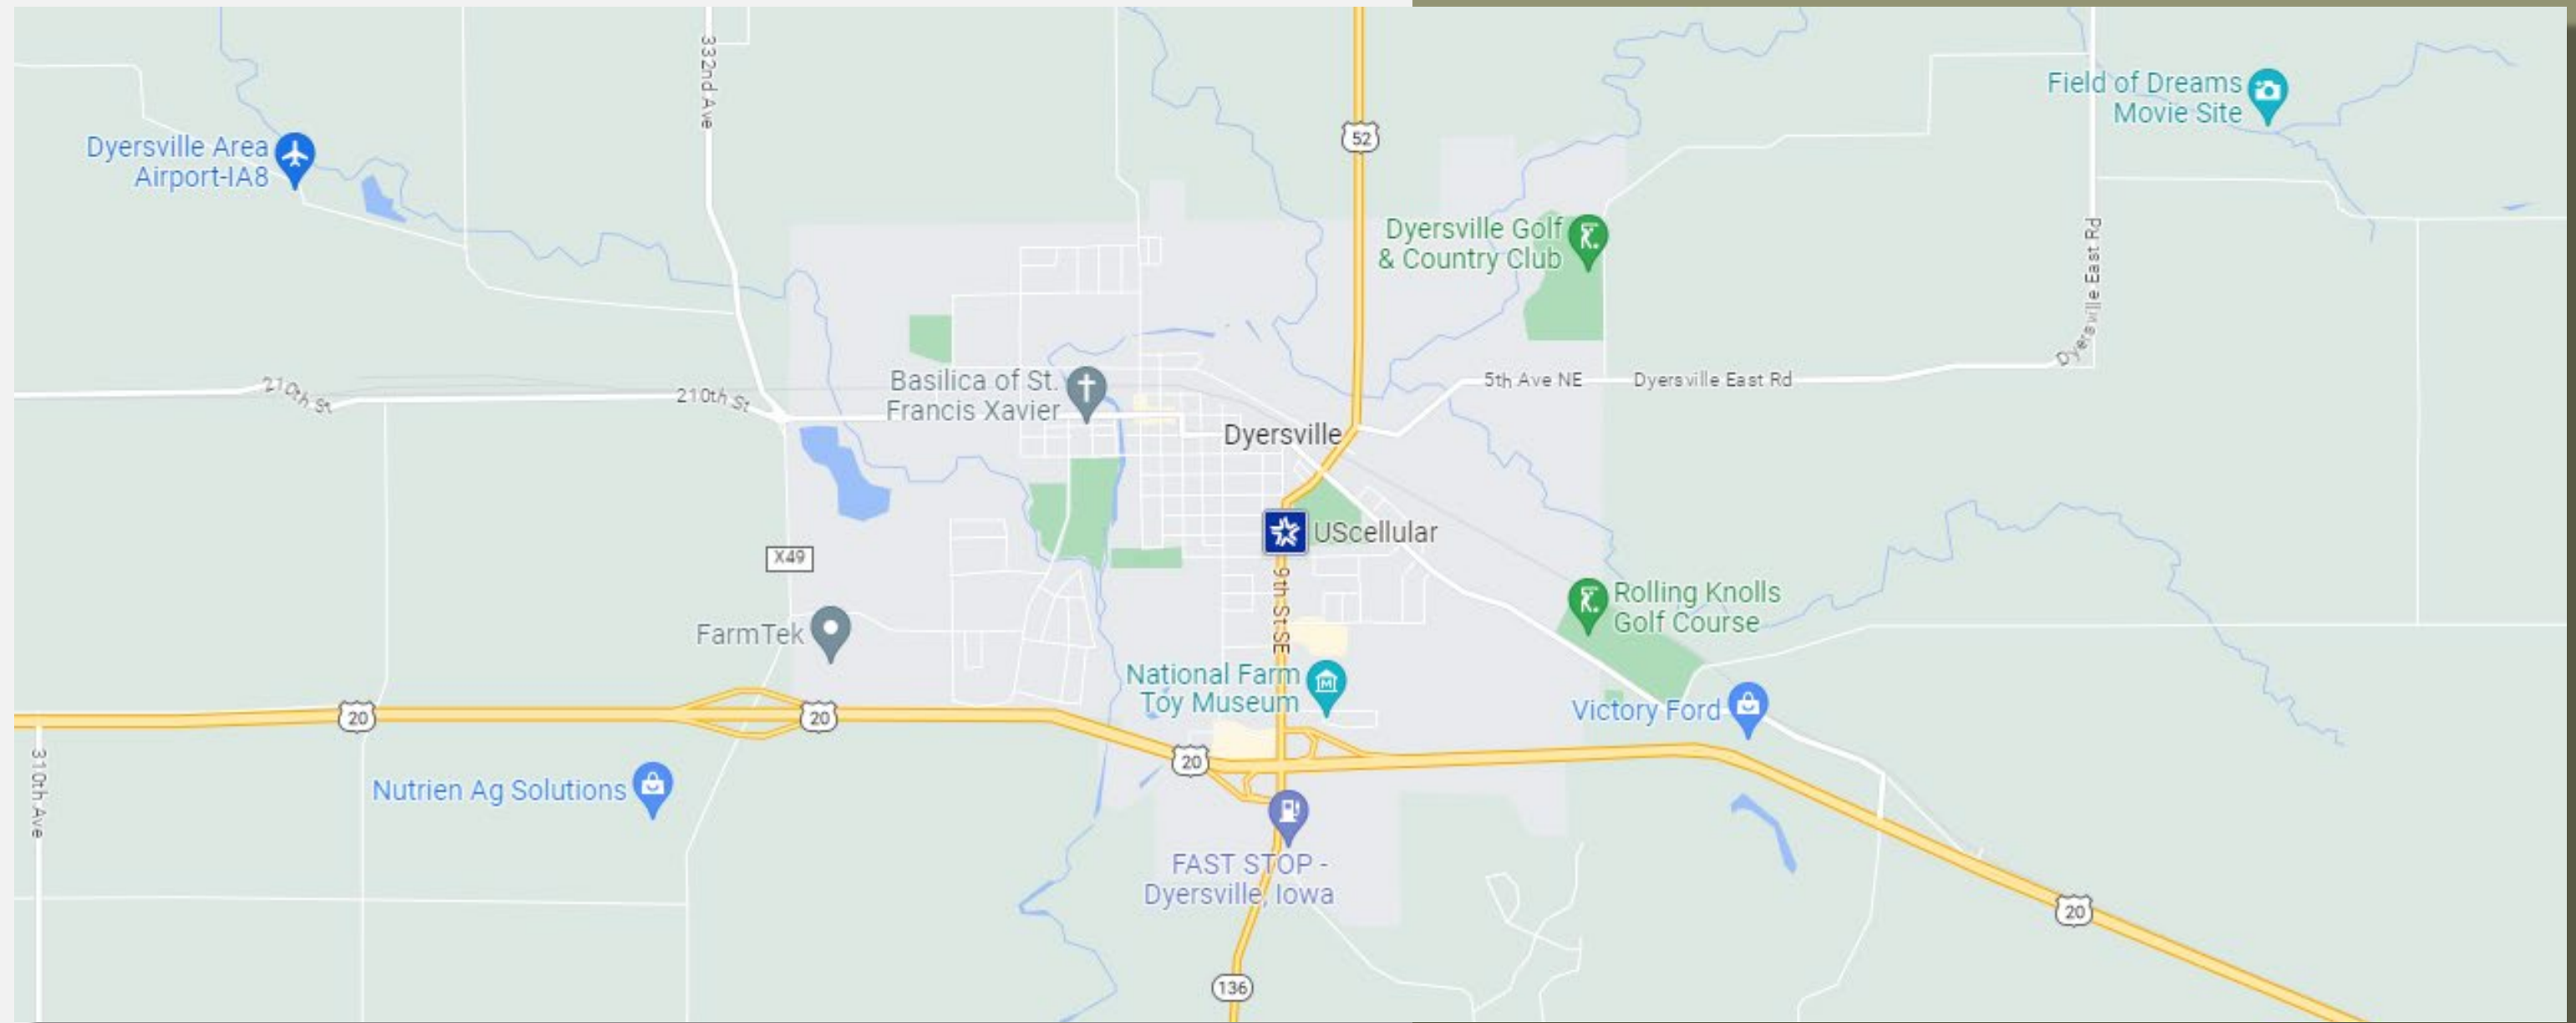 332nd Ave
52
Field of Dreams
Movie Site
Dyersville Area
Airport-IA8
Dyersville Golf
& Country Club
Dyersville East Rd
210th St
210th St
Basilica of St.
Francis Xavier
5th Ave NE
Dyersville East Rd
Dyersville
UScellular
X49
9th St SE
Rolling Knolls
Golf Course
FarmTek
National Farm
Toy Museum
Victory Ford
20
20
20
310th Ave
Nutrien Ag Solutions
FAST STOP -
Dyersville, Iowa
20
136